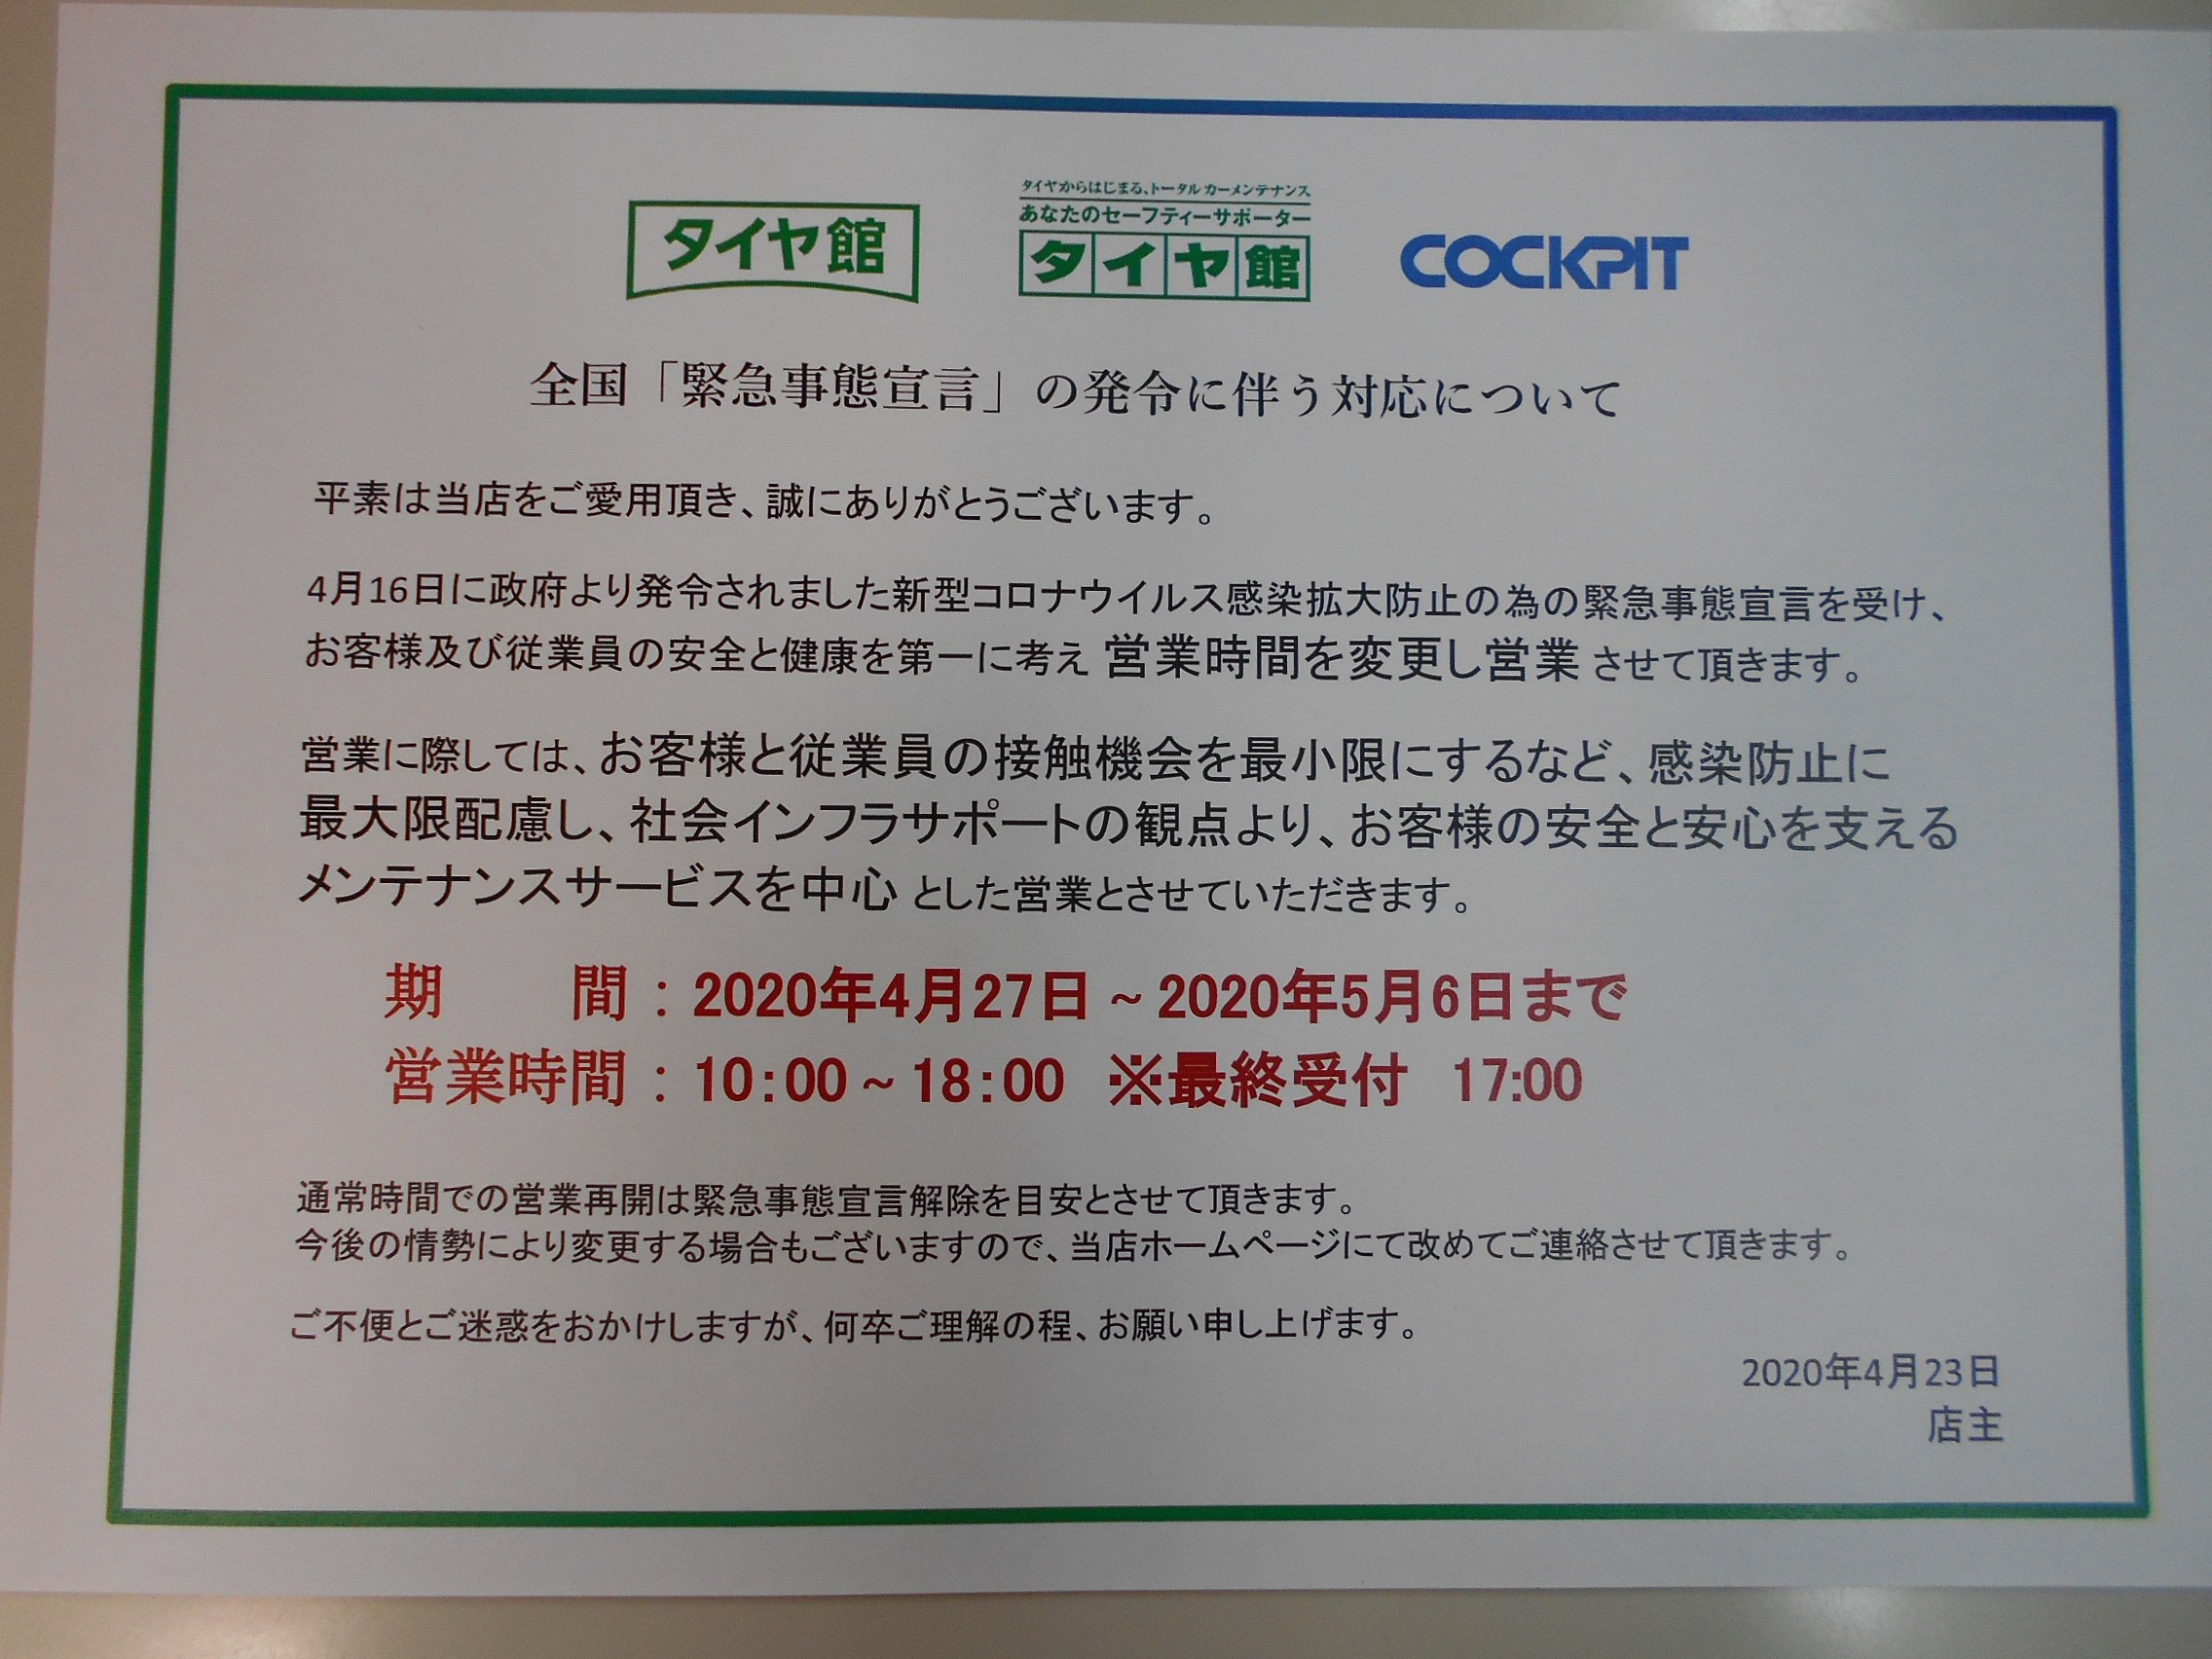 タイヤ館
タイヤからはじまる、トータルカーメンテナンス
あなたのセーフティーサポーター
タイヤ館
COCKPIT
全国「緊急事態宣言」の発令に伴う対応について
平素は当店をご愛用頂き、誠にありがとうございます。
4月16日に政府より発令されました新型コロナウイルス感染拡大防止の為の緊急事態宣言を受け、
お客様及び従業員の安全と健康を第一に考え 営業時間を変更し営業 させて頂きます。
営業に際しては、お客様と従業員の接触機会を最小限にするなど、感染防止に
最大限配慮し、社会インフラサポートの観点より、お客様の安全と安心を支える
メンテナンスサービスを中心 とした営業とさせていただきます。
期　　間：2020年4月27日～2020年5月6日まで
営業時間：10：00～18：00　※最終受付　17:00
通常時間での営業再開は緊急事態宣言解除を目安とさせて頂きます。
今後の情勢により変更する場合もございますので、当店ホームページにて改めてご連絡させて頂きます。
ご不便とご迷惑をおかけしますが、何卒ご理解の程、お願い申し上げます。
2020年4月23日
店主